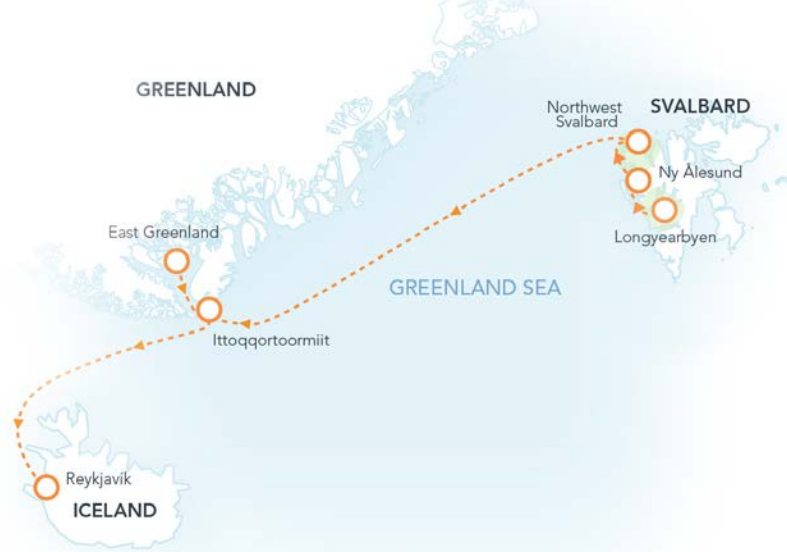 GREENLAND
Northwest
Svalbard
SVALBARD
Ny Ålesund
Longyearbyen
East Greenland
GREENLAND SEA
Ittoqqortoormiit
Reykjavík
ICELAND